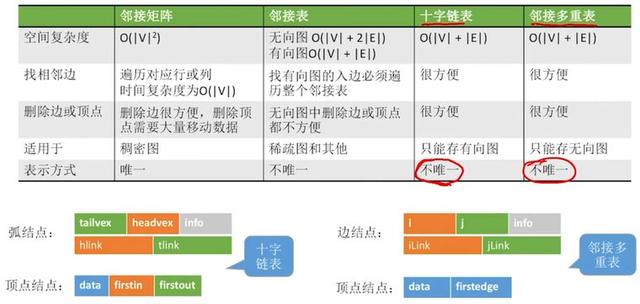 邻接矩阵 邻接表 十字链表 邻接多重表
空间复杂度 O(|V|²) 无向图 O(|V| + 2|E|) O(|V| + |E|) O(|V| + |E|)
有向图O(|V| + |E|)
找相邻边 遍历对应行或列 找有向图的入边必须遍 很方便 很方便
时间复杂度为O(|V|) 历整个邻接表
删除边或顶点 删除边很方便，删除顶 无向图中删除边或顶点 很方便 很方便
点需要大量移动数据 都不方便
适用于 稠密图 稀疏图和其他 只能存有向图 只能存无向图
表示方式 唯一 不唯一 不唯一 不唯一
弧结点： tailvex headvex info
hlink tlink
十字
链表
顶点结点： data firstin firstout
边结点： i j info
iLink jLink
邻接多
重表
顶点结点： data firstedge